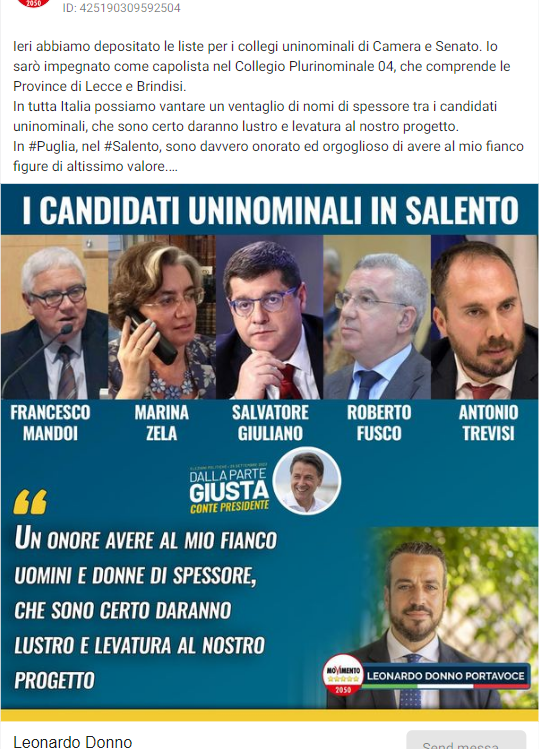 2050
ID: 425190309592504
Ieri abbiamo depositato le liste per i collegi uninominali di Camera e Senato. Io
sarò impegnato come capolista nel Collegio Plurinominale 04, che comprende le
Province di Lecce e Brindisi.
In tutta Italia possiamo vantare un ventaglio di nomi di spessore tra i candidati
uninominali, che sono certo daranno lustro e levatura al nostro progetto.
In #Puglia, nel #Salento, sono davvero onorato ed orgoglioso di avere al mio fianco
figure di altissimo valore....
I CANDIDATI UNINOMINALI IN SALENTO
FRANCESCO MANDOI
MARINA ZELA
SALVATORE GIULIANO
ROBERTO FUSCO
ANTONIO TREVISI
DALLA PARTE
GIUSTA
CONTE PRESIDENTE
“
UN ONORE AVERE AL MIO FIANCO
UOMINI E DONNE DI SPESSORE,
CHE SONO CERTO DARANNO
LUSTRO E LEVATURA AL NOSTRO
PROGETTO
MOVIMENTO
2050
LEONARDO DONNO PORTAVOCE
Leonardo Donno
Send messa